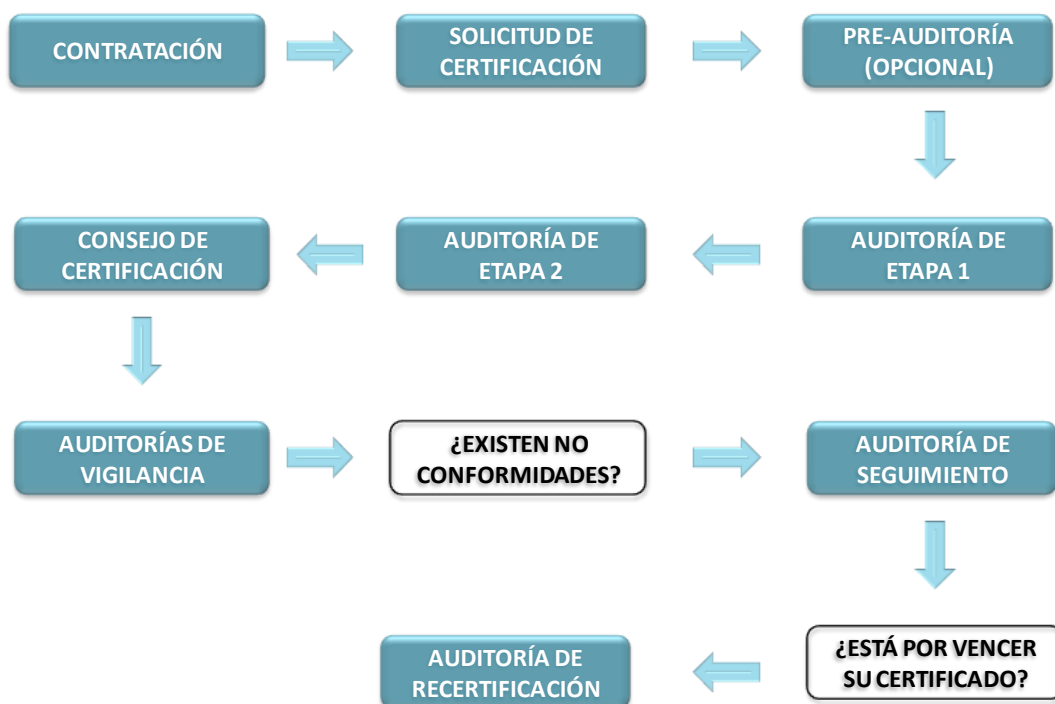 CONTRATACIÓN
SOLICITUD DE
CERTIFICACIÓN
PRE-AUDITORÍA
(OPCIONAL)
AUDITORÍA DE
ETAPA 1
AUDITORÍA DE
ETAPA 2
CONSEJO DE
CERTIFICACIÓN
AUDITORÍAS DE
VIGILANCIA
¿EXISTEN NO
CONFORMIDADES?
AUDITORÍA DE
SEGUIMIENTO
¿ESTÁ POR VENCER
SU CERTIFICADO?
AUDITORÍA DE
RECERTIFICACIÓN